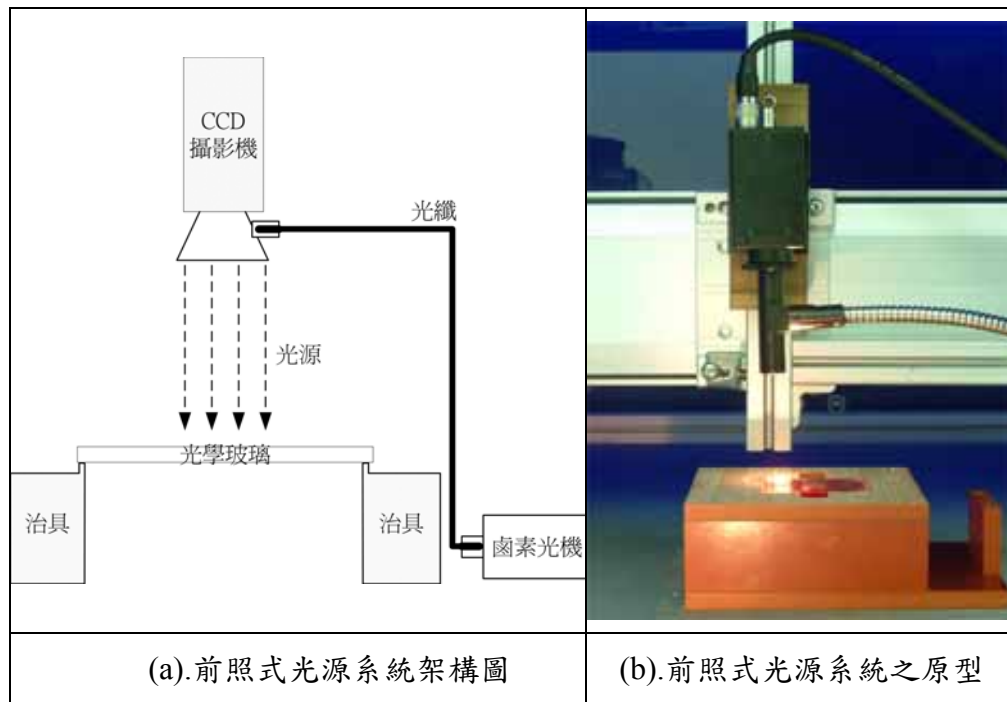 CCD
攝影機
光纖
光源
光學玻璃
治具
治具
鹵素光機
(a).前照式光源系統架構圖
(b).前照式光源系統之原型